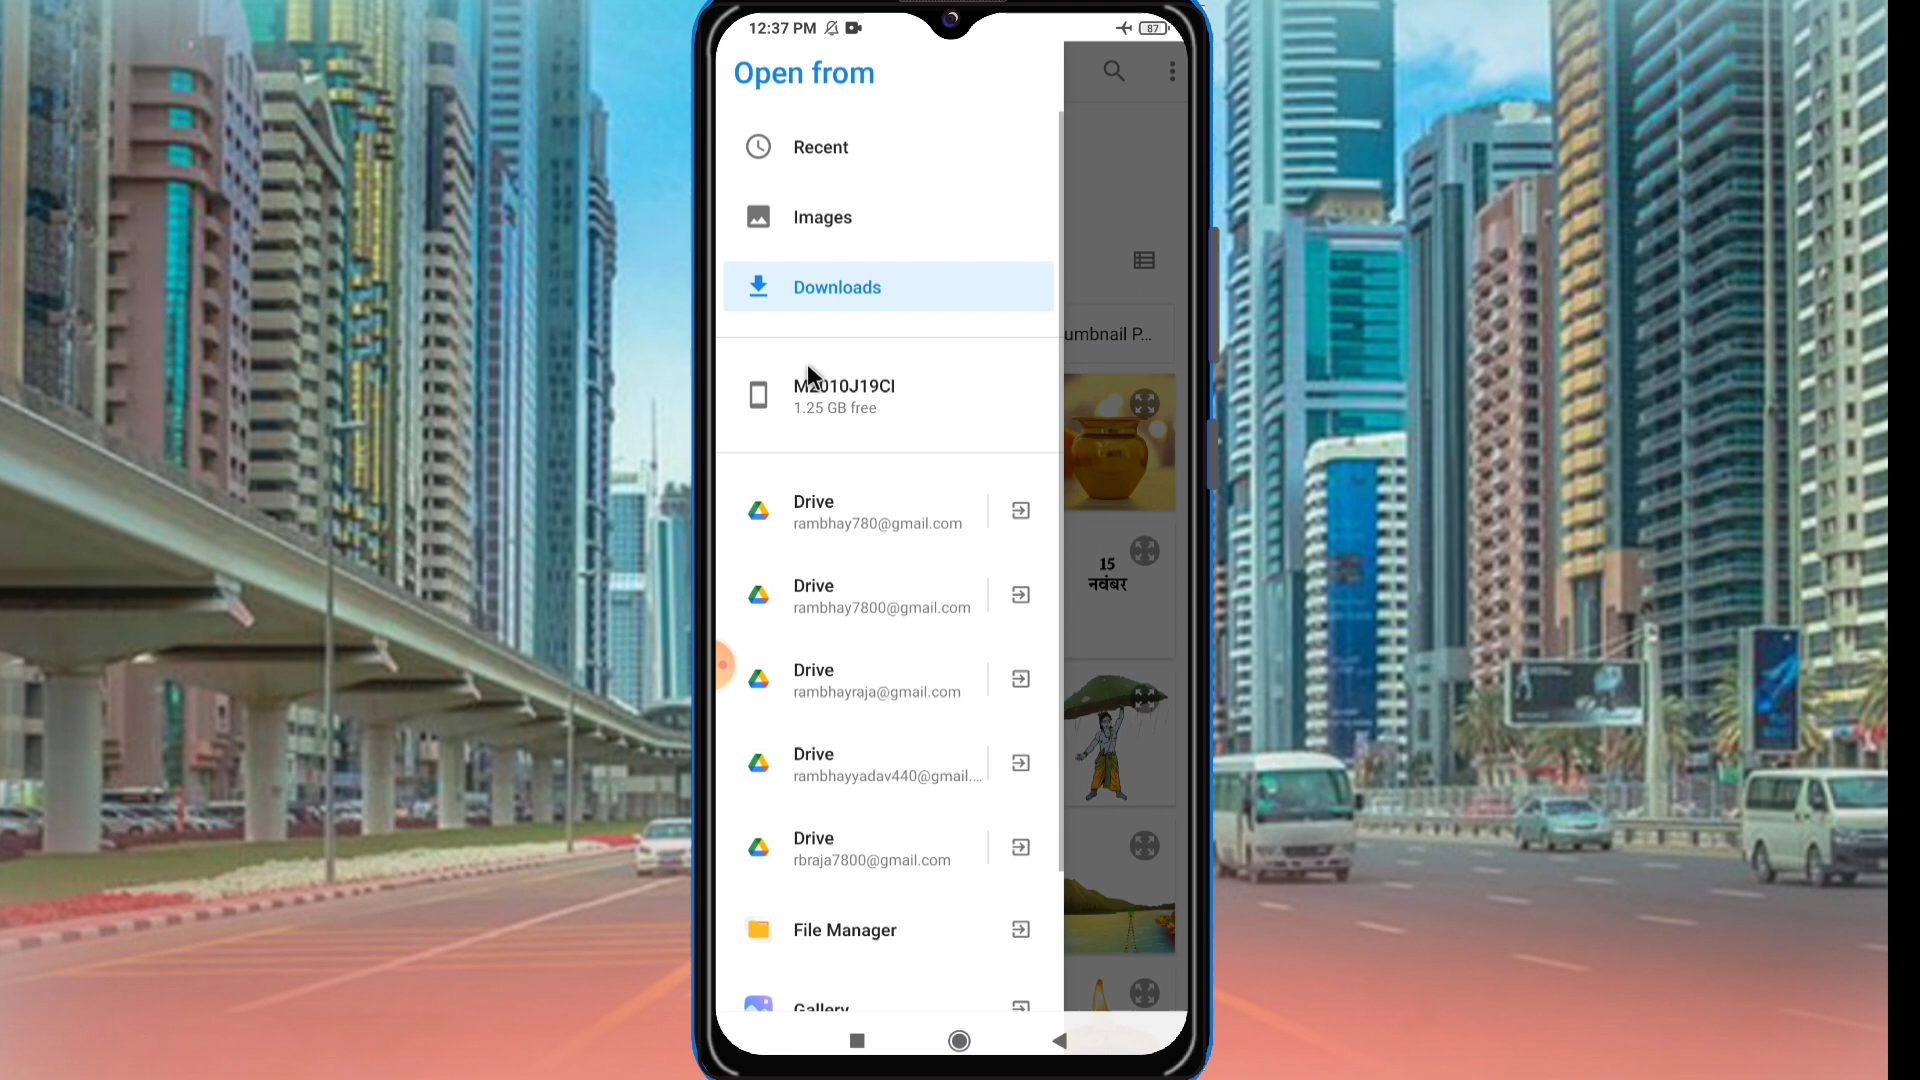 12:37 PM
87
Open from
Recent
Images
Downloads
umbnail P...
M2010J19CI
1.25 GB free
Drive
rambhay780@gmail.com
15
नवंबर
Drive
rambhay7800@gmail.com
Drive
rambhayraja@gmail.com
Drive
rambhayyadav440@gmail....
Drive
rbraja7800@gmail.com
File Manager
Gallery